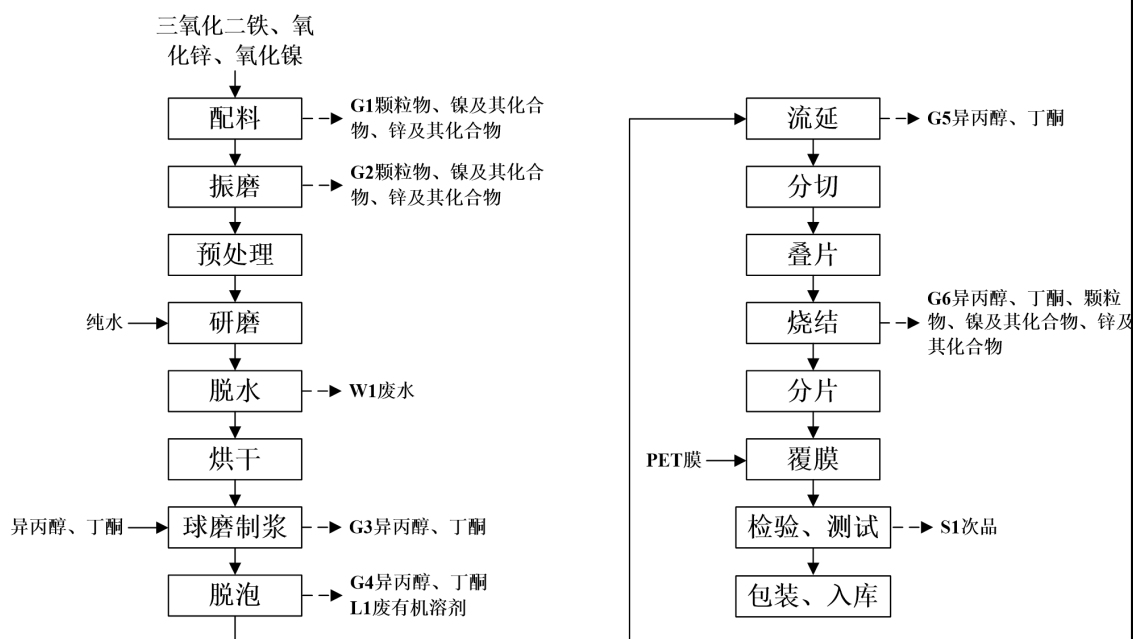 三氧化二铁、氧
化锌、氧化镍
配料
G1颗粒物、镍及其化合
物、锌及其化合物
振磨
G2颗粒物、镍及其化合
物、锌及其化合物
预处理
纯水
研磨
脱水
W1废水
烘干
异丙醇、丁酮
球磨制浆
G3异丙醇、丁酮
脱泡
G4异丙醇、丁酮
L1废有机溶剂
流延
G5异丙醇、丁酮
分切
叠片
烧结
G6异丙醇、丁酮、颗粒
物、镍及其化合物、锌及
其化合物
分片
PET膜
覆膜
检验、测试
S1次品
包装、入库